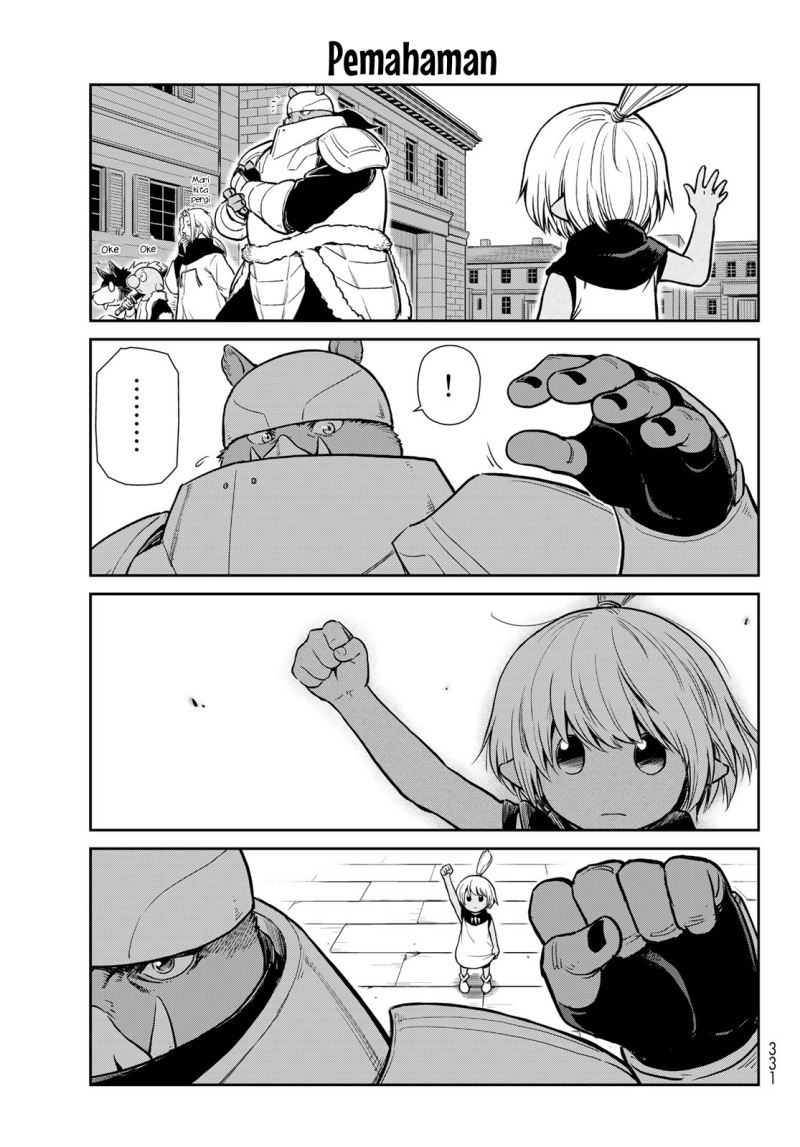 Pemahaman
Mari
kita
pergi
Oke
Oke
!
.........
331